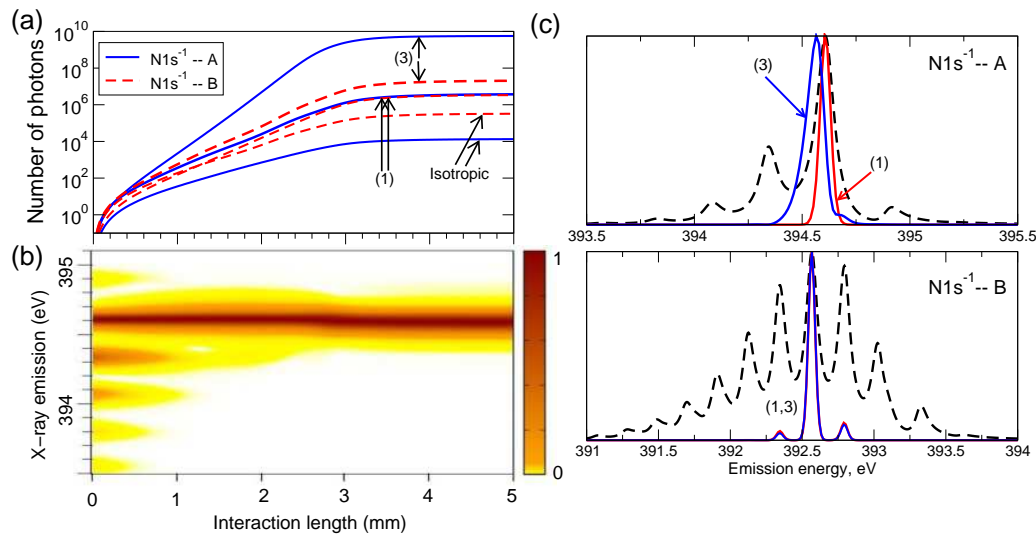 (a)
10^10
10^8
10^6
10^4
10^2
10^0
Number of photons
N1s^-1 -- A
N1s^-1 -- B
(3)
(1)
Isotropic
(b)
395
394
X-ray emission (eV)
0 1 2 3 4 5
Interaction length (mm)
1
0
(c)
N1s^-1 -- A
(3)
(1)
393.5 394 394.5 395 395.5
N1s^-1 -- B
(1,3)
391 391.5 392 392.5 393 393.5 394
Emission energy, eV